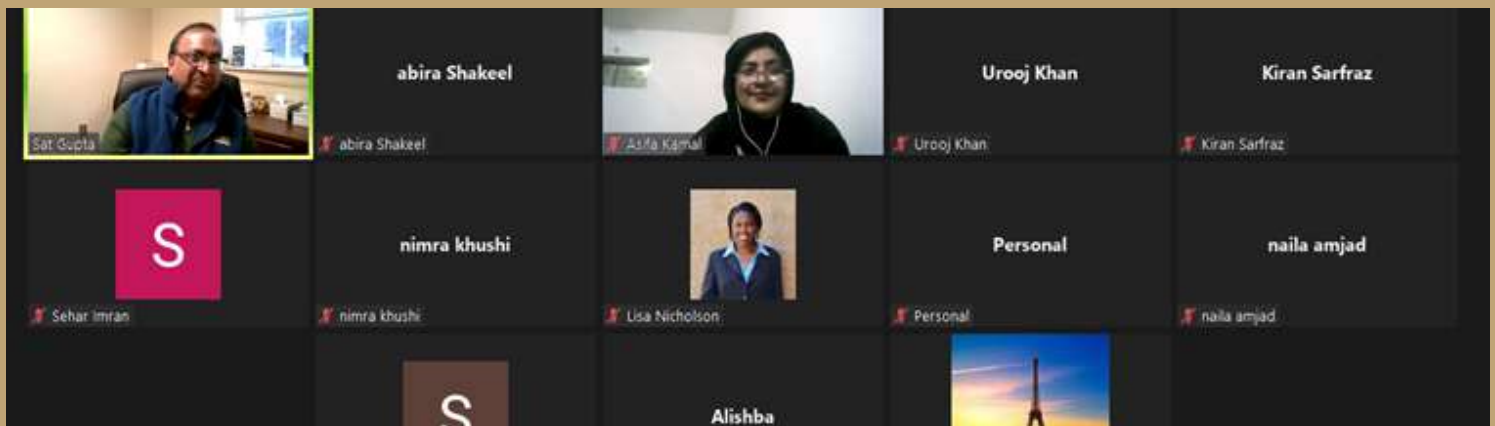 abira Shakeel
Urooj Khan
Kiran Sarfraz
Sat Gupta
abira Shakeel
Asifa Kamal
Urooj Khan
Kiran Sarfraz
S
nimra khushi
Personal
naila amjad
Sehar Imran
nimra khushi
Lisa Nicholson
Personal
naila amjad
S
Alishba